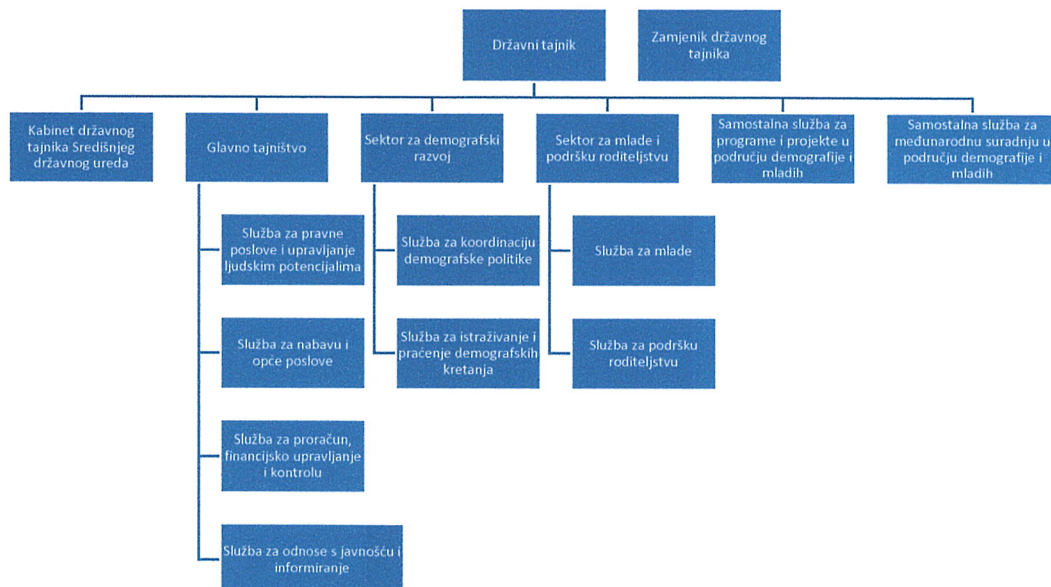 Državni tajnik
Zamjenik državnog
tajnika
Kabinet državnog
tajnika Središnjeg
državnog ureda
Glavno tajništvo
Sektor za demografski
razvoj
Sektor za mlade i
podršku roditeljstvu
Samostalna služba za
programe i projekte u
području demografije i
mladih
Samostalna služba za
međunarodnu suradnju u
području demografije i
mladih
Služba za pravne
poslove i upravljanje
ljudskim potencijalima
Služba za koordinaciju
demografske politike
Služba za mlade
Služba za nabavu i
opće poslove
Služba za istraživanje i
praćenje demografskih
kretanja
Služba za podršku
roditeljstvu
Služba za proračun,
financijsko upravljanje
i kontrolu
Služba za odnose s javnošću i
informiranje